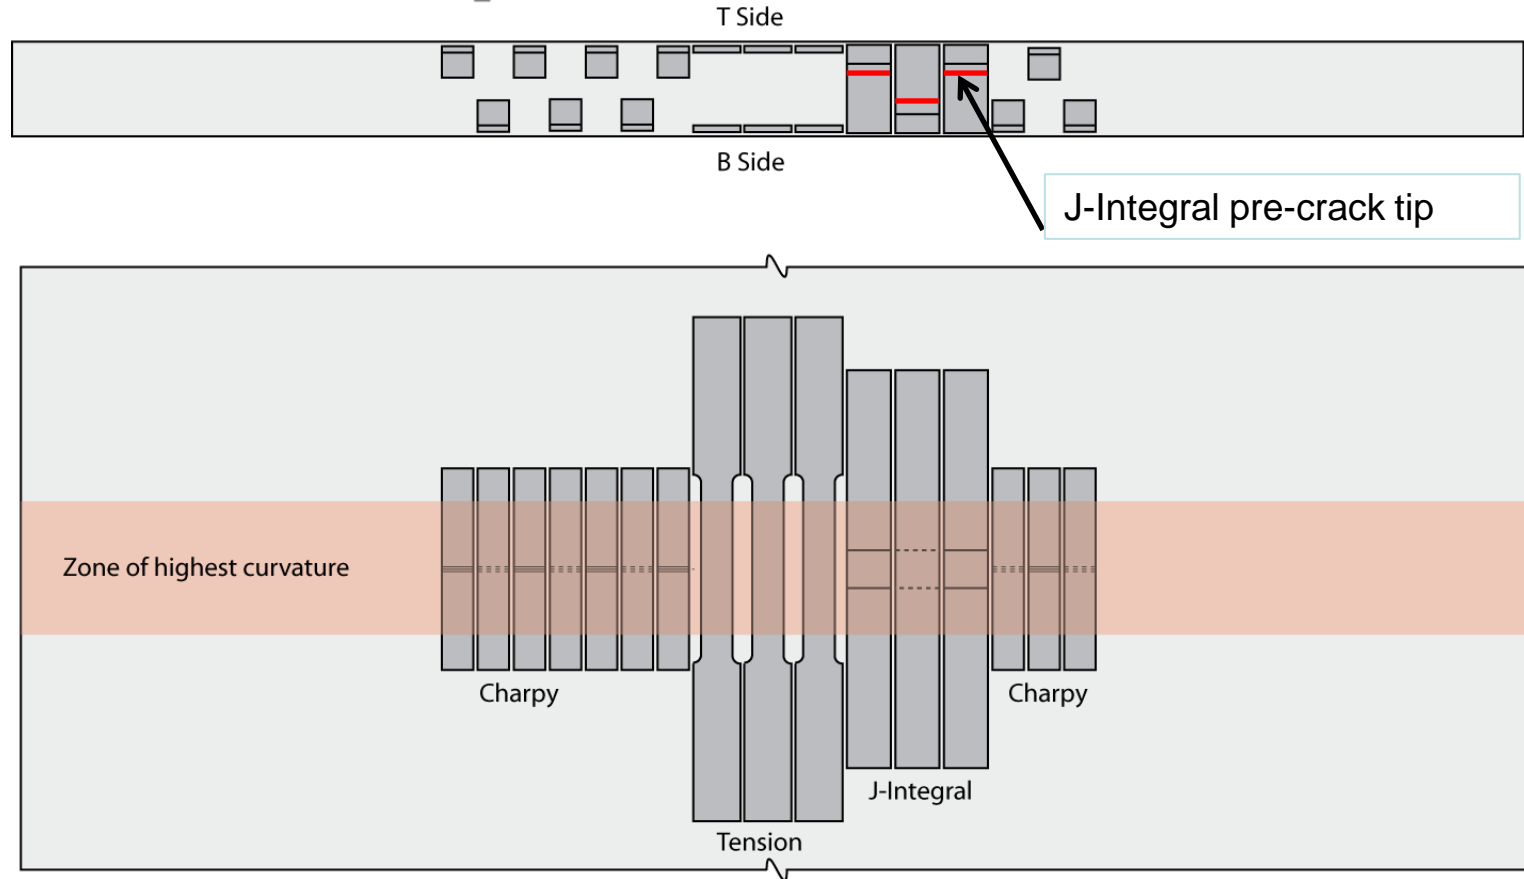 T Side
B Side
J-Integral pre-crack tip
Zone of highest curvature
Charpy
Charpy
J-Integral
Tension